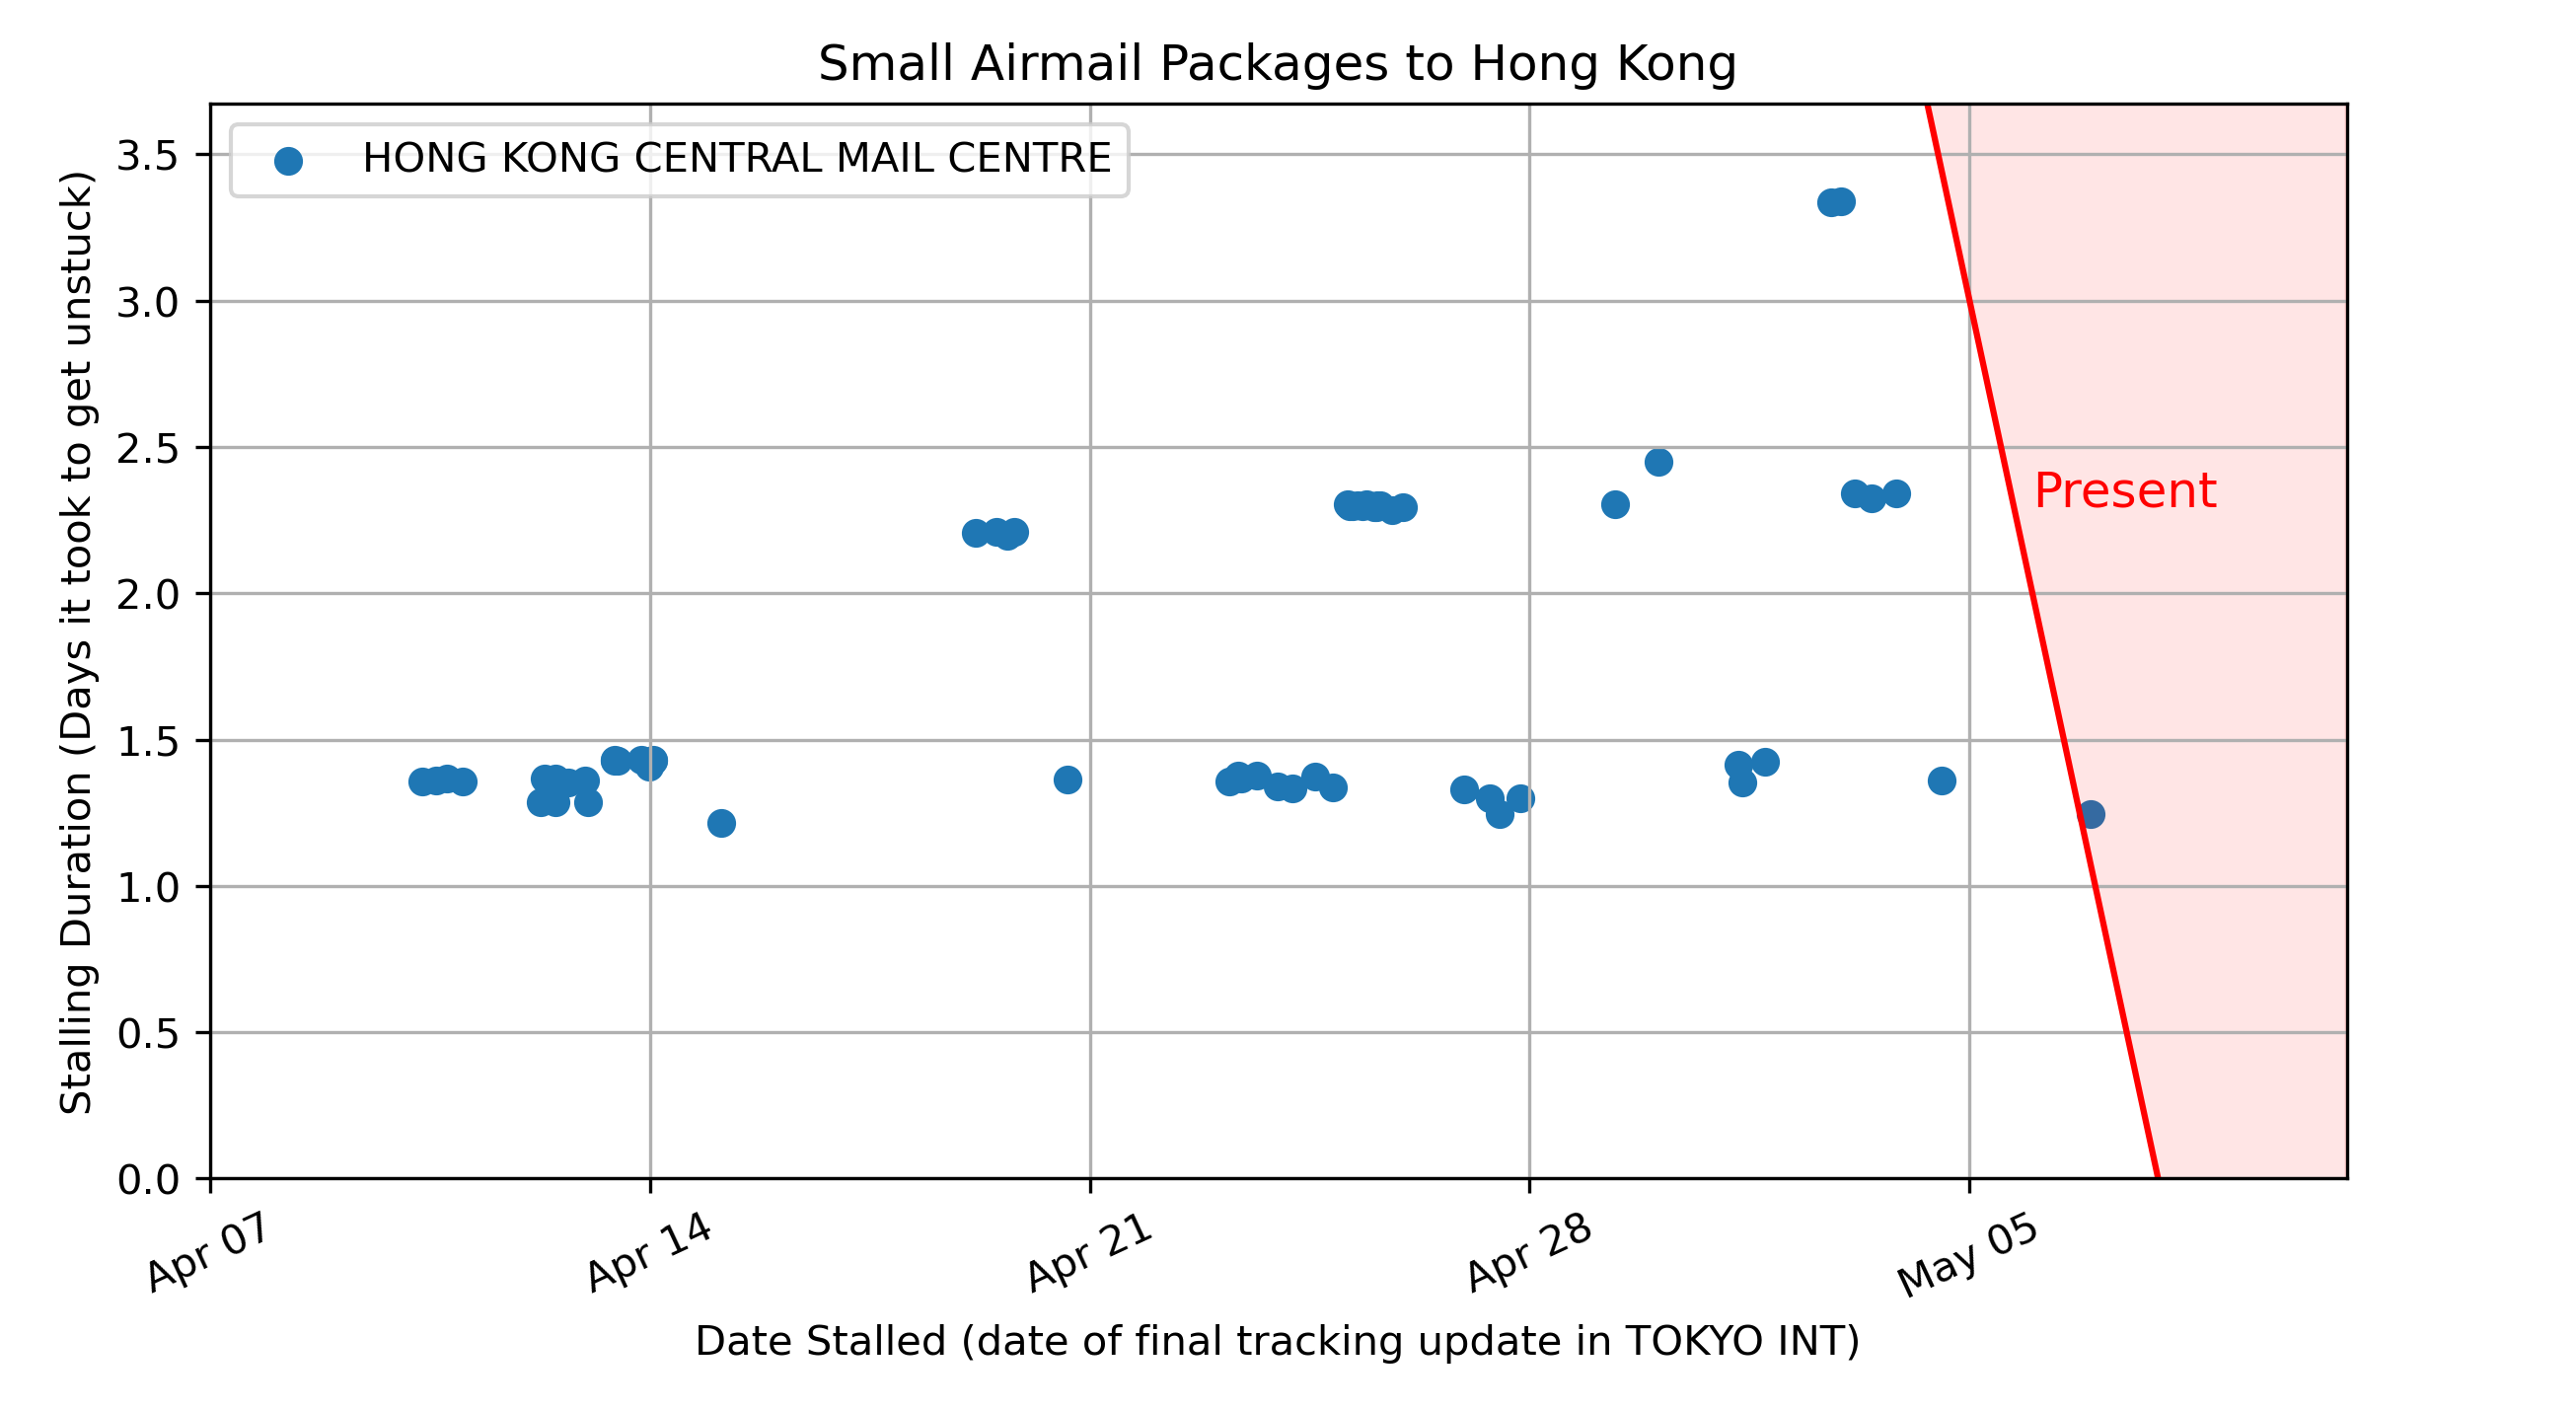 Small Airmail Packages to Hong Kong
HONG KONG CENTRAL MAIL CENTRE
Stalling Duration (Days it took to get unstuck)
3.5
3.0
2.5
2.0
1.5
1.0
0.5
0.0
Present
Apr 07
Apr 14
Apr 21
Apr 28
May 05
Date Stalled (date of final tracking update in TOKYO INT)